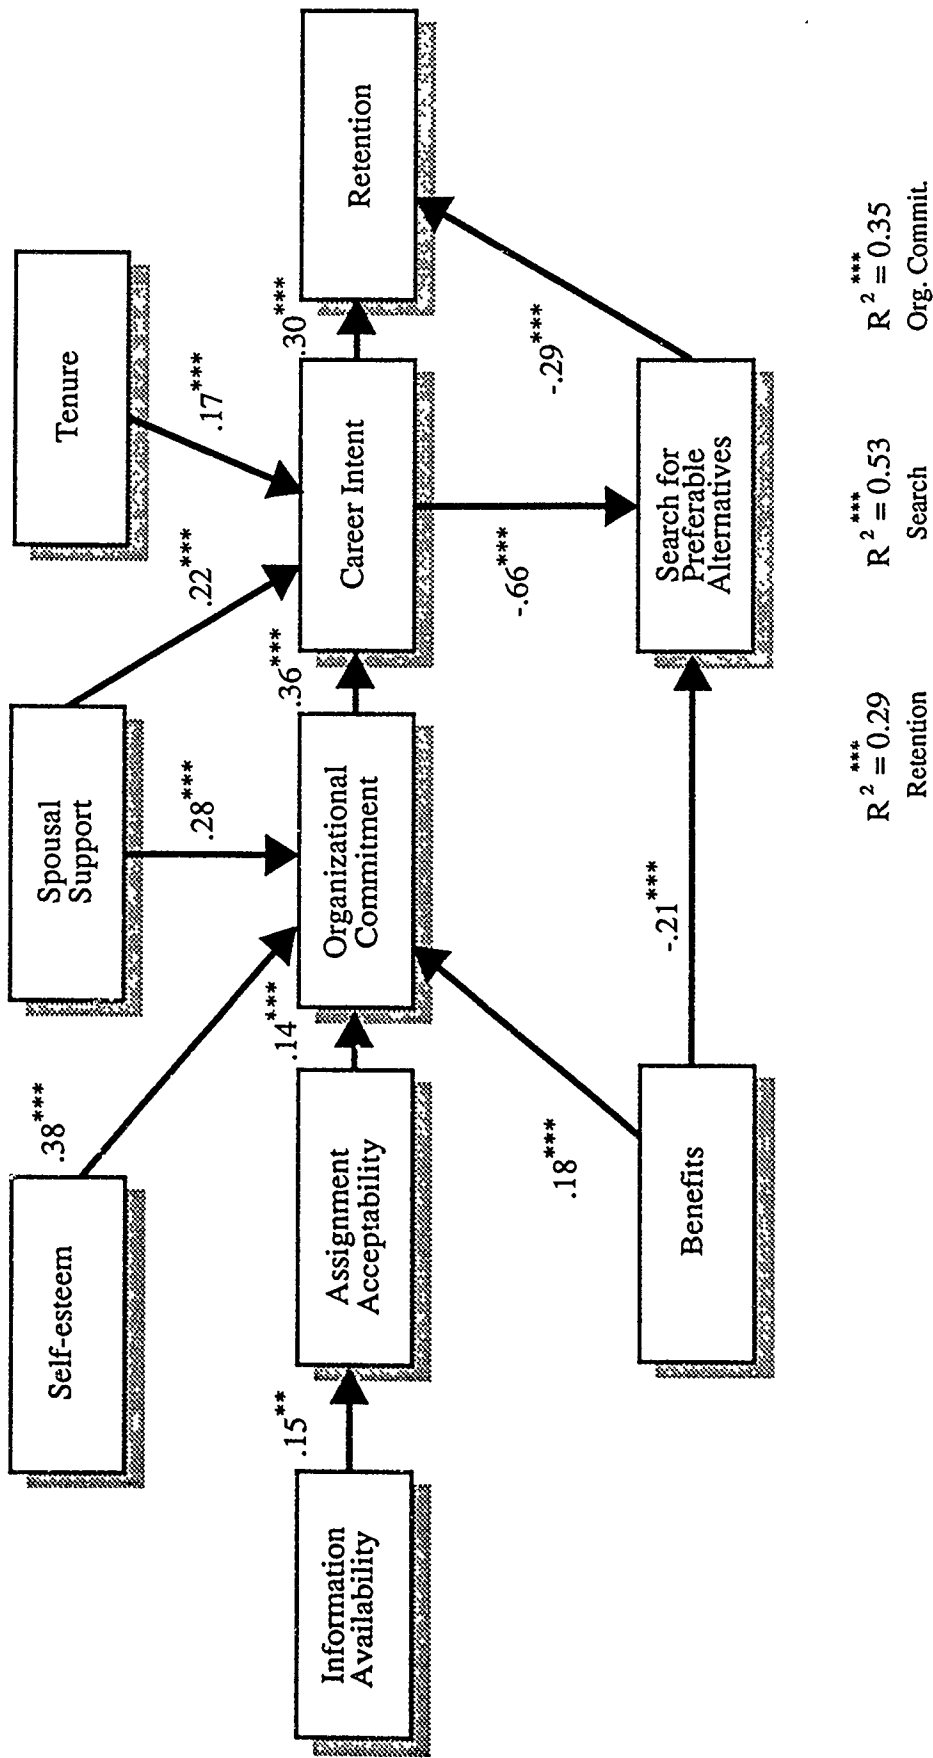 Self-esteem
.38***
Spousal
Support
.28***
.22***
Tenure
.17***
Information
Availability
.15**
Assignment
Acceptability
.14***
Organizational
Commitment
.36***
Career Intent
.30***
Retention
.18***
-.66***
-.29***
Benefits
-.21***
Search for
Preferable
Alternatives
R2*** = 0.29
Retention
R2*** = 0.53
Search
R2*** = 0.35
Org. Commit.